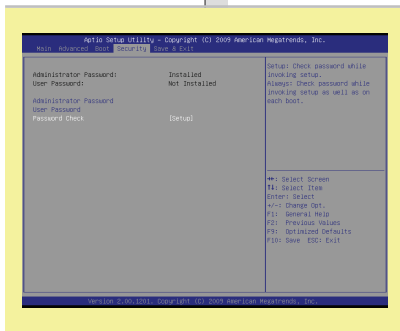 Aptio Setup Utility - Copyright (C) 2009 American Megatrends, Inc.
Main Advanced Boot Security Save & Exit
Administrator Password: Installed
User Password: Not Installed
Administrator Password
User Password
Password Check [Setup]
Setup: Check password while
invoking setup.
Always: Check password while
invoking setup as well as on
each boot.
→←: Select Screen
↑↓: Select Item
Enter: Select
+/-: Change Opt.
F1: General Help
F2: Previous Values
F9: Optimized Defaults
F10: Save ESC: Exit
Version 2.00.1201. Copyright (C) 2009 American Megatrends, Inc.